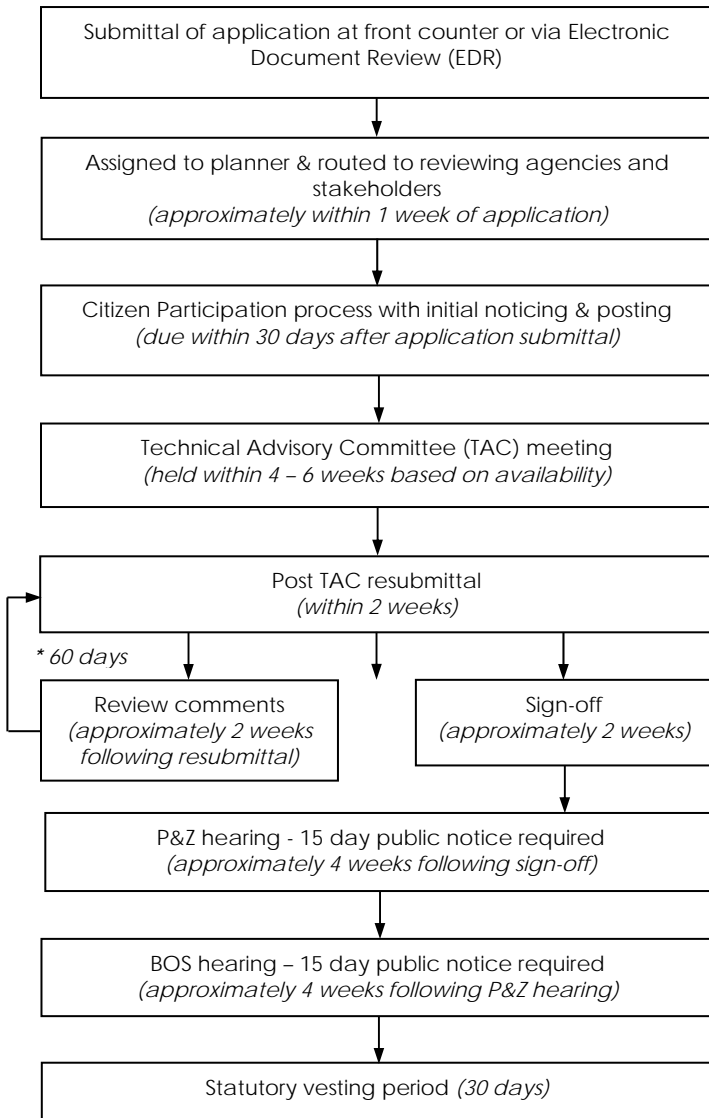 Submittal of application at front counter or via Electronic
Document Review (EDR)
Assigned to planner & routed to reviewing agencies and
stakeholders
(approximately within 1 week of application)
Citizen Participation process with initial noticing & posting
(due within 30 days after application submittal)
Technical Advisory Committee (TAC) meeting
(held within 4 – 6 weeks based on availability)
Post TAC resubmittal
(within 2 weeks)
* 60 days
Review comments
(approximately 2 weeks
following resubmittal)
Sign-off
(approximately 2 weeks)
P&Z hearing - 15 day public notice required
(approximately 4 weeks following sign-off)
BOS hearing – 15 day public notice required
(approximately 4 weeks following P&Z hearing)
Statutory vesting period (30 days)